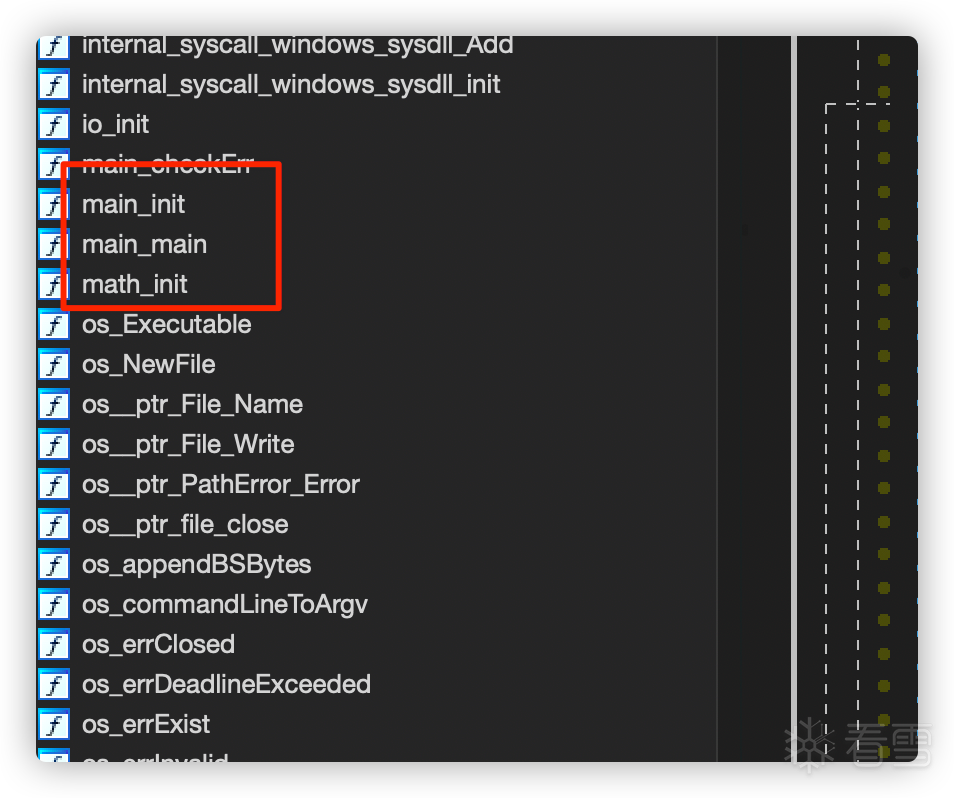 internal_syscall_windows_sysdll_Add
internal_syscall_windows_sysdll_init
io_init
main_checkErr
main_init
main_main
math_init
os_Executable
os_NewFile
os__ptr_File_Name
os__ptr_File_Write
os__ptr_PathError_Error
os__ptr_file_close
os_appendBSBytes
os_commandLineToArgv
os_errClosed
os_errDeadlineExceeded
os_errExist
os_errInvalid
看雪